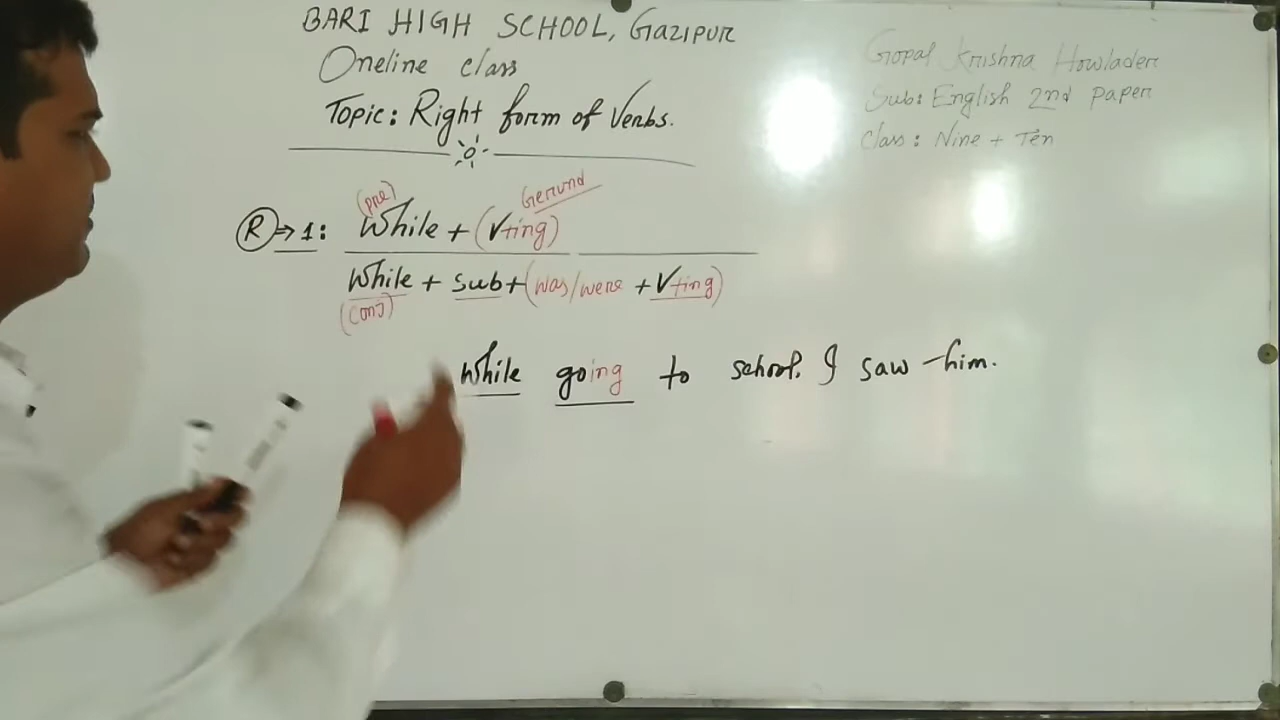 BARI HIGH SCHOOL, GAZIPUR
Oneline class
Topic: Right form of Verbs.
Gopal Krishna Howlader
Sub: English 2nd paper
Class: Nine + Ten
(pre) Gerund
R ⇒ 1: While + (V+ing)
While + Sub + (was/were + V+ing)
(conj)
While going to school, I saw him.